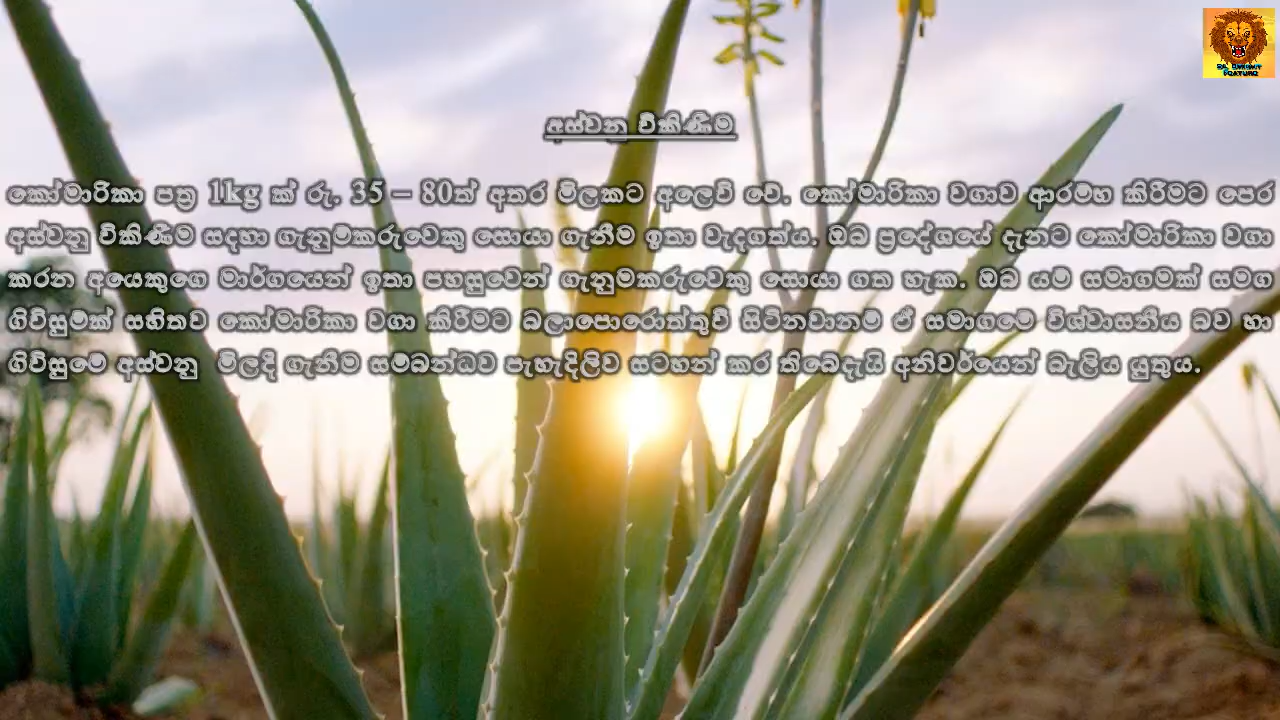 අස්වනු විකිණීම
කෝමාරිකා පත්‍ර 1kg ක් රු. 35 – 80ත් අතර මිලකට අලෙවි වේ. කෝමාරිකා වගාව ආරම්භ කිරීමට පෙර
අස්වනු විකිණීම සඳහා ගැනුම්කරුවෙකු සොයා ගැනීම ඉතා වැදගත්ය. ඔබ ප්‍රදේශයේ දැනට කෝමාරිකා වගා
කරන අයෙකුගෙ මාර්ගයෙන් ඉතා පහසුවෙන් ගැනුම්කරුවෙකු සොයා ගත හැක. ඔබ යම් සමාගමක් සමග
ගිවිසුමක් සහිතව කෝමාරිකා වගා කිරීමට බලාපොරොත්තුවී සිටිනවානම් ඒ සමාගමේ විශ්වාසනීය බව හා
ගිවිසුමේ අස්වනු මිලදී ගැනීම සම්බන්ධව පැහැදිලිව සටහන් කර තිබේදැයි අනිවාර්යෙන් බැලිය යුතුය.